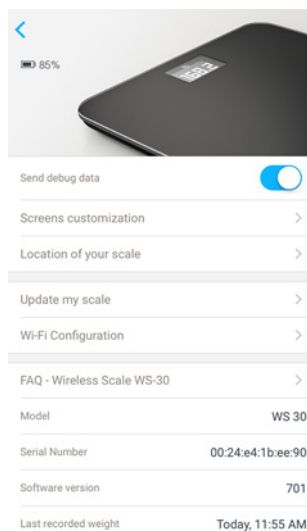 85%
Send debug data
Screens customization
Location of your scale
Update my scale
Wi-Fi Configuration
FAQ - Wireless Scale WS-30
Model WS 30
Serial Number 00:24:e4:1b:ee:90
Software version 701
Last recorded weight Today, 11:55 AM